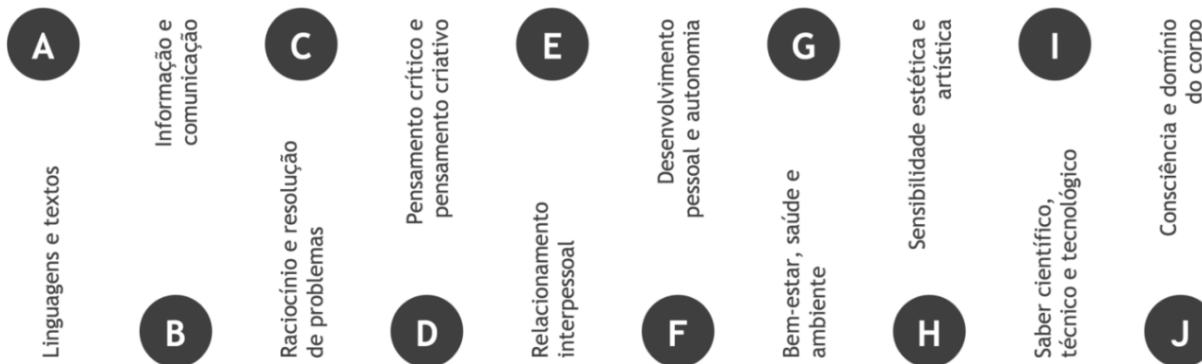 A
Linguagens e textos
Informação e
comunicação
B
C
Raciocínio e resolução
de problemas
Pensamento crítico e
pensamento criativo
D
E
Relacionamento
interpessoal
Desenvolvimento
pessoal e autonomia
F
G
Bem-estar, saúde e
ambiente
Sensibilidade estética e
artística
H
I
Saber científico,
técnico e tecnológico
Consciência e domínio
do corpo
J